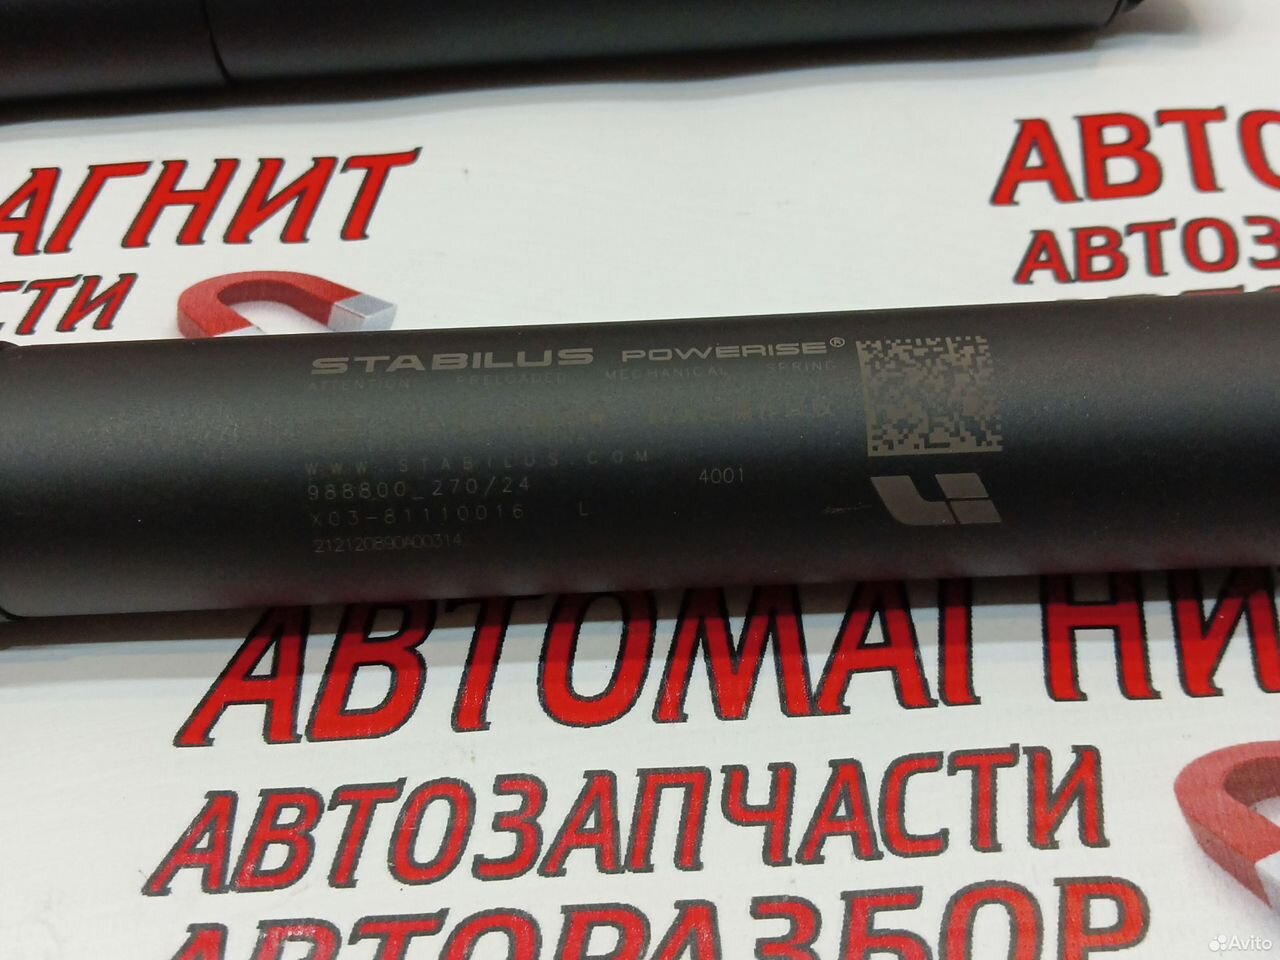 АГНИТ
СТИ
АВТО
АВТОЗ
STABILUS POWERISE®
ATTENTION PRELOADED MECHANICAL SPRING
WWW.STABILUS.COM
988800_270/24 4001
X03-81110016 L
212120890A00314
АВТОМАГНИ
АВТОЗАПЧАСТИ
АВТОРАЗБОР
Avito